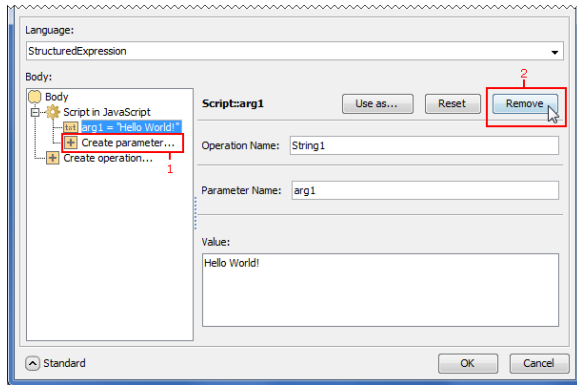 Language:
StructuredExpression
Body:
2
Body
Script in JavaScript
txt arg1 = "Hello World!"
Create parameter...
Create operation...
1
Script::arg1
Use as...
Reset
Remove
Operation Name: String1
Parameter Name: arg1
Value:
Hello World!
Standard
OK
Cancel